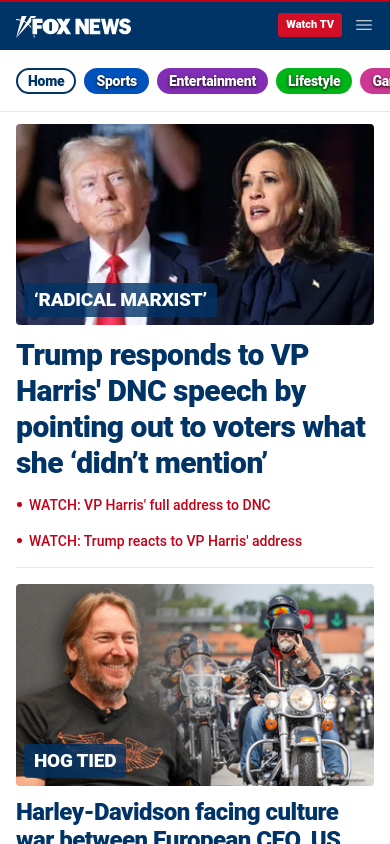 FOX NEWS
Watch TV
Home
Sports
Entertainment
Lifestyle
‘RADICAL MARXIST’
Trump responds to VP
Harris' DNC speech by
pointing out to voters what
she ‘didn’t mention’
• WATCH: VP Harris' full address to DNC
• WATCH: Trump reacts to VP Harris' address
HOG TIED
Harley-Davidson facing culture
war between European CEO, US